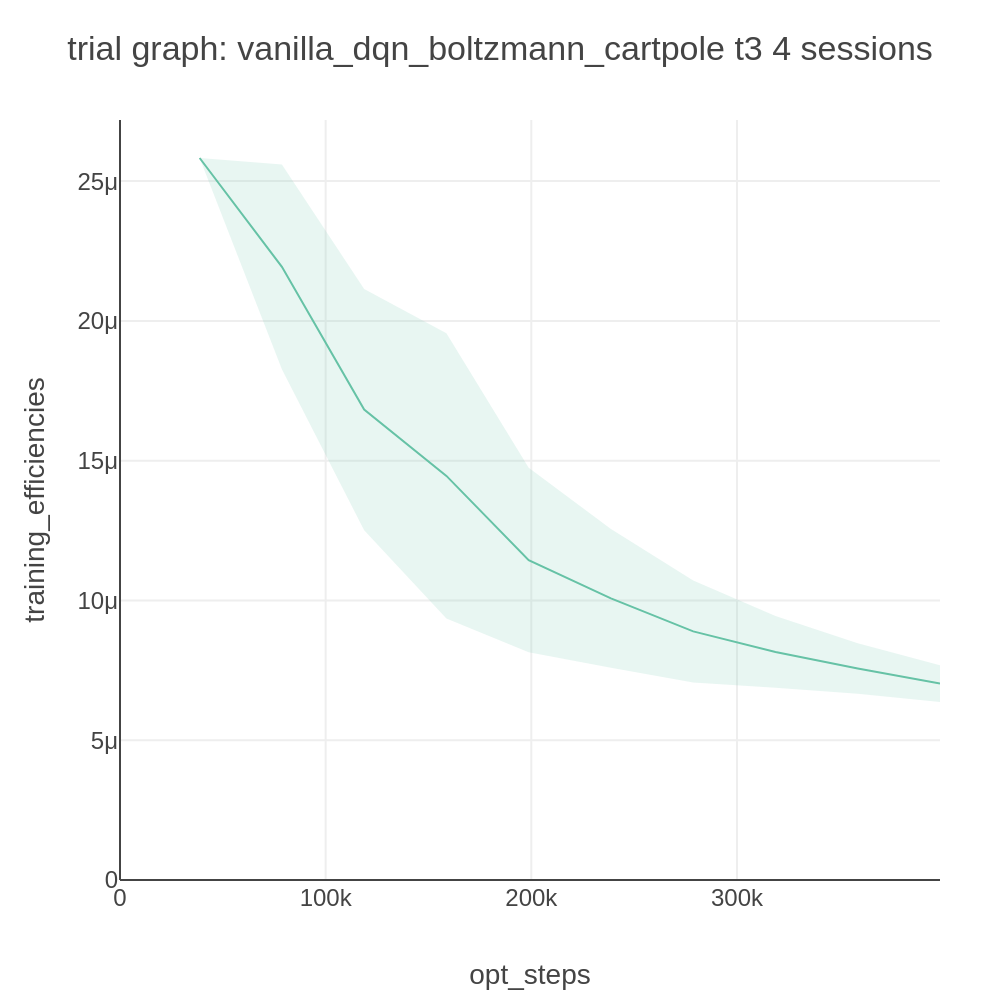 trial graph: vanilla_dqn_boltzmann_cartpole t3 4 sessions
25μ
20μ
15μ
10μ
5μ
0
0
100k
200k
300k
training_efficiencies
opt_steps